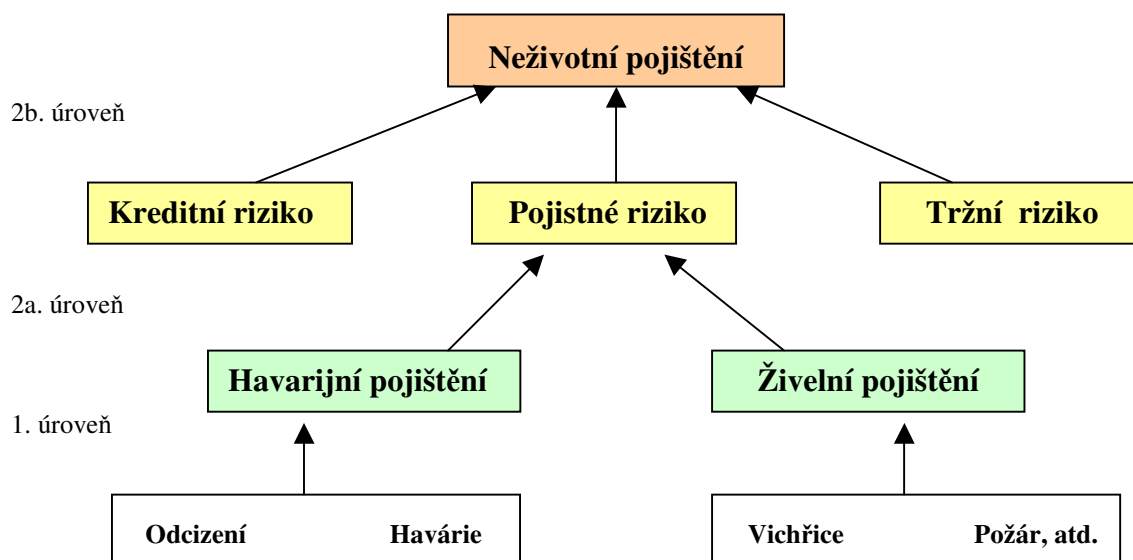 Neživotní pojištění
2b. úroveň
Kreditní riziko
Pojistné riziko
Tržní riziko
2a. úroveň
Havarijní pojištění
Živelní pojištění
1. úroveň
Odcizení Havárie
Vichřice Požár, atd.